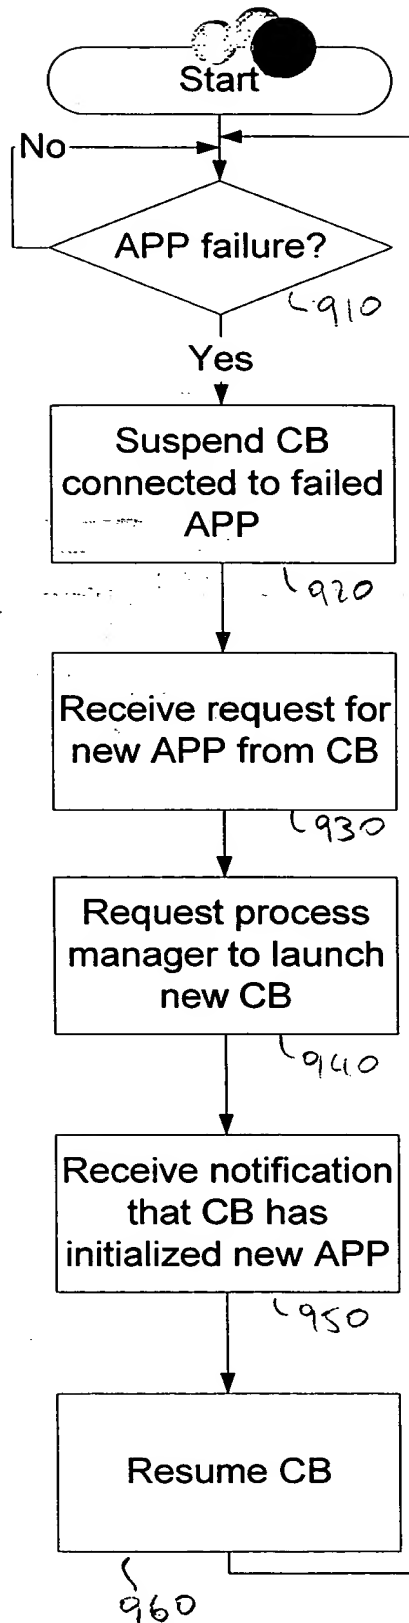 Start
No
APP failure?
910
Yes
Suspend CB
connected to failed
APP
920
Receive request for
new APP from CB
930
Request process
manager to launch
new CB
940
Receive notification
that CB has
initialized new APP
950
Resume CB
960